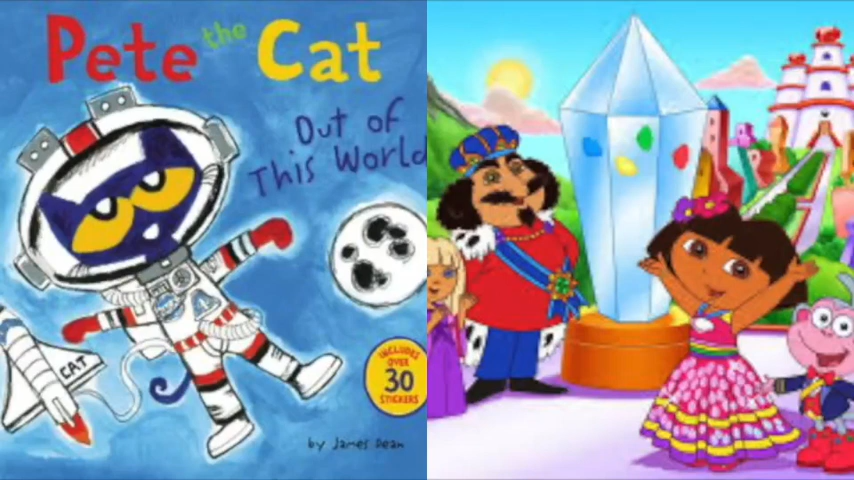 Pete the Cat
Out of
This World
CAT
INCLUDES
OVER
30
STICKERS
by James Dean